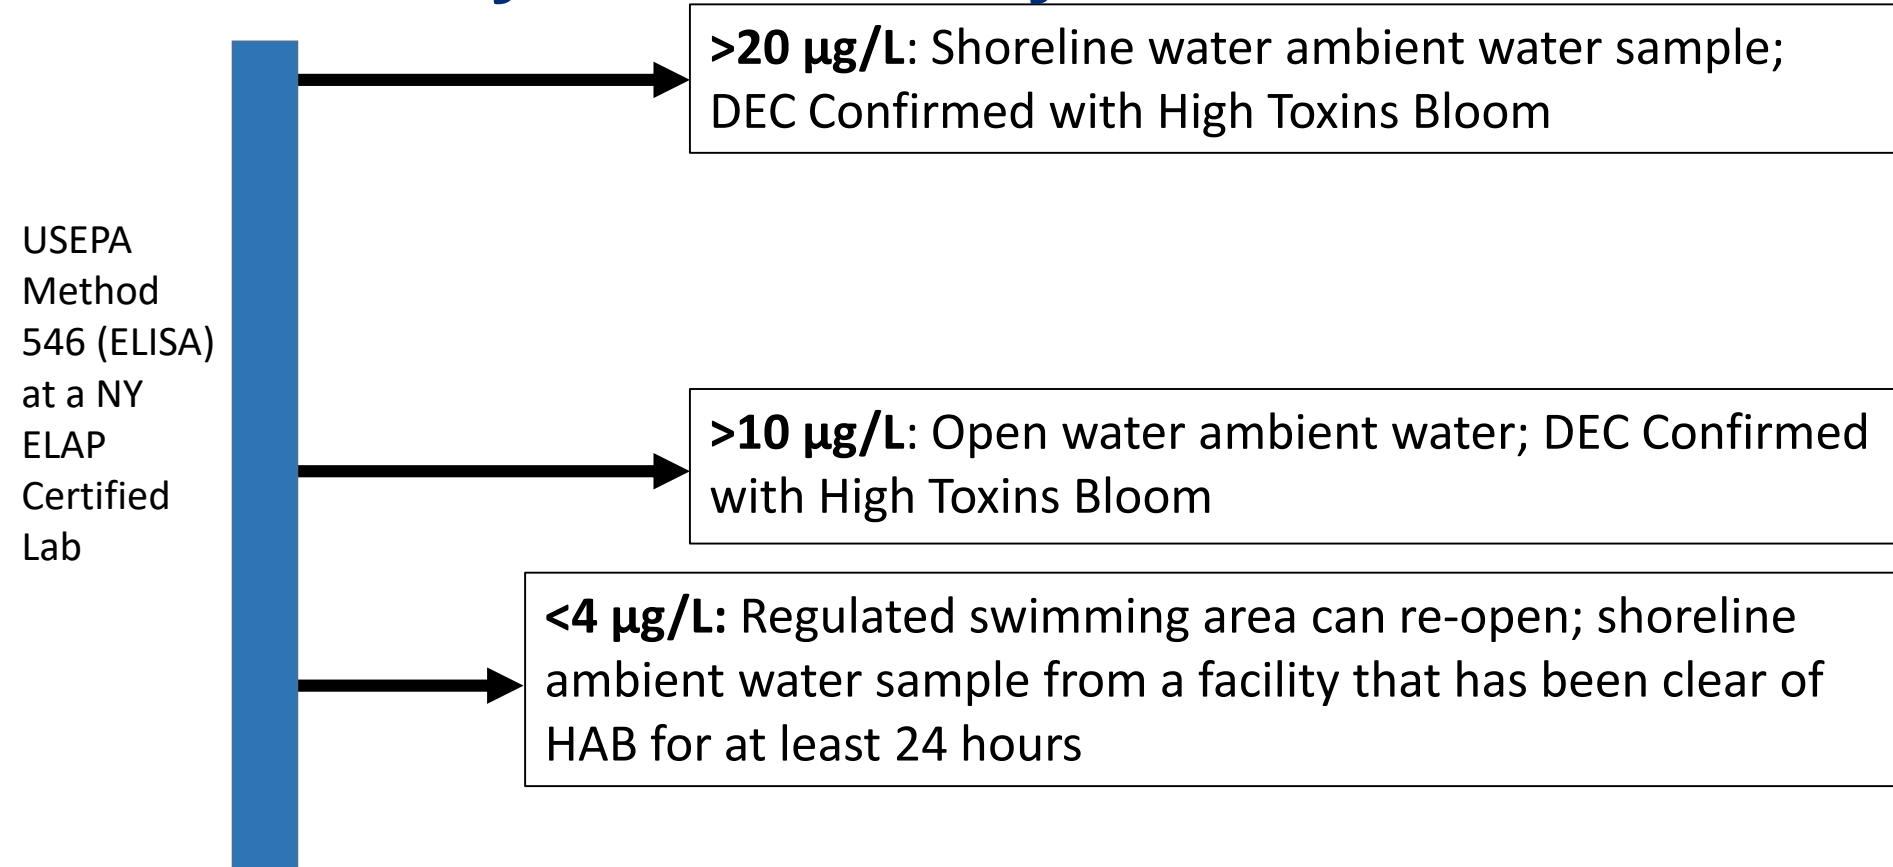 USEPA
Method
546 (ELISA)
at a NY
ELAP
Certified
Lab
>20 µg/L: Shoreline water ambient water sample;
DEC Confirmed with High Toxins Bloom
>10 µg/L: Open water ambient water; DEC Confirmed
with High Toxins Bloom
<4 µg/L: Regulated swimming area can re-open; shoreline
ambient water sample from a facility that has been clear of
HAB for at least 24 hours